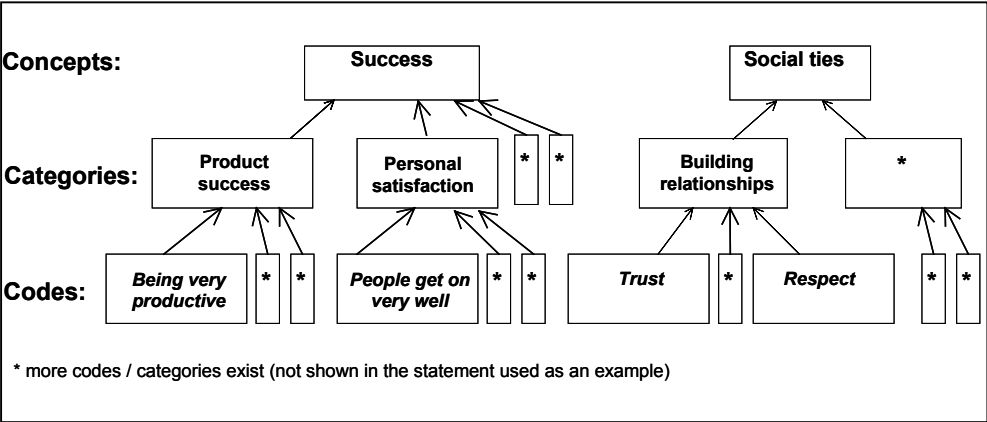 Concepts: Success Social ties
Categories: Product success Personal satisfaction * * Building relationships *
Codes: Being very productive * * People get on very well * * Trust * Respect * *
* more codes / categories exist (not shown in the statement used as an example)